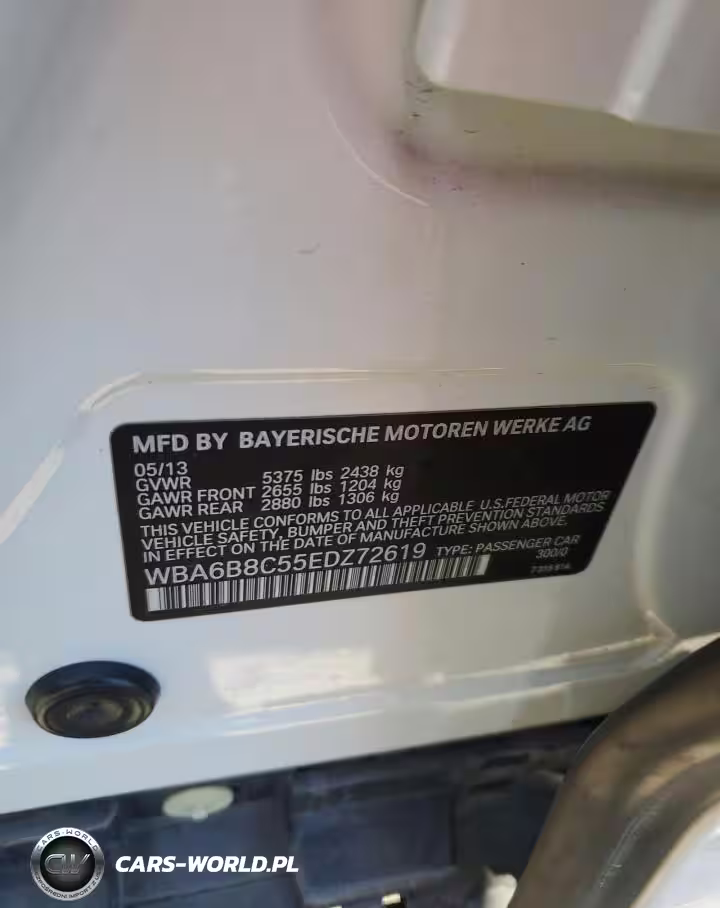 MFD BY BAYERISCHE MOTOREN WERKE AG
05/13
GVWR 5375 lbs 2438 kg
GAWR FRONT 2655 lbs 1204 kg
GAWR REAR 2880 lbs 1306 kg
THIS VEHICLE CONFORMS TO ALL APPLICABLE U.S.FEDERAL MOTOR
VEHICLE SAFETY, BUMPER AND THEFT PREVENTION STANDARDS
IN EFFECT ON THE DATE OF MANUFACTURE SHOWN ABOVE.
WBA6B8C55EDZ72619 TYPE: PASSENGER CAR
300/0
CARS-WORLD
CW
CARS-WORLD.PL